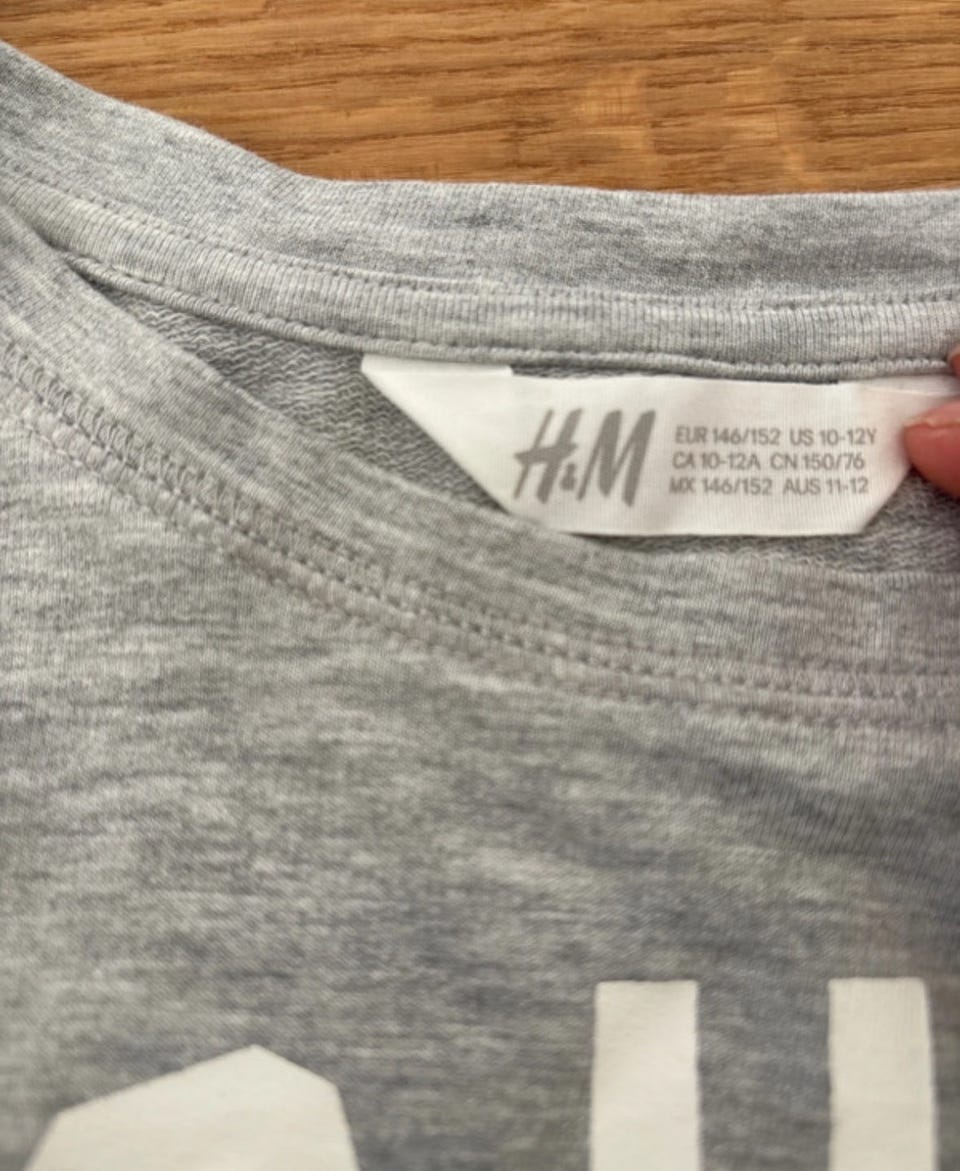 H&M
EUR 146/152 US 10-12Y
CA 10-12A CN 150/76
MX 146/152 AUS 11-12